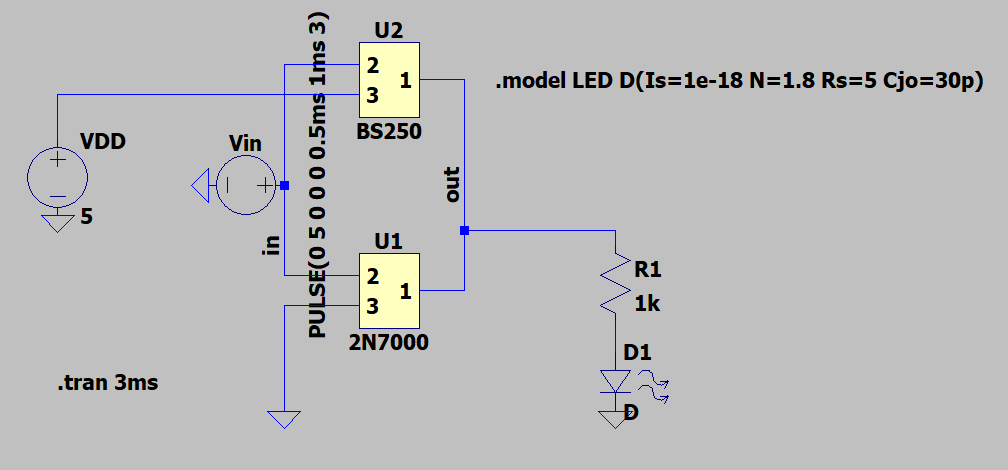 U2
2
3
1
BS250
.model LED D(Is=1e-18 N=1.8 Rs=5 Cjo=30p)
VDD
+
5
Vin
+
PULSE(0 5 0 0 0 0.5ms 1ms 3)
in
out
U1
2
3
1
2N7000
R1
1k
D1
D
.tran 3ms